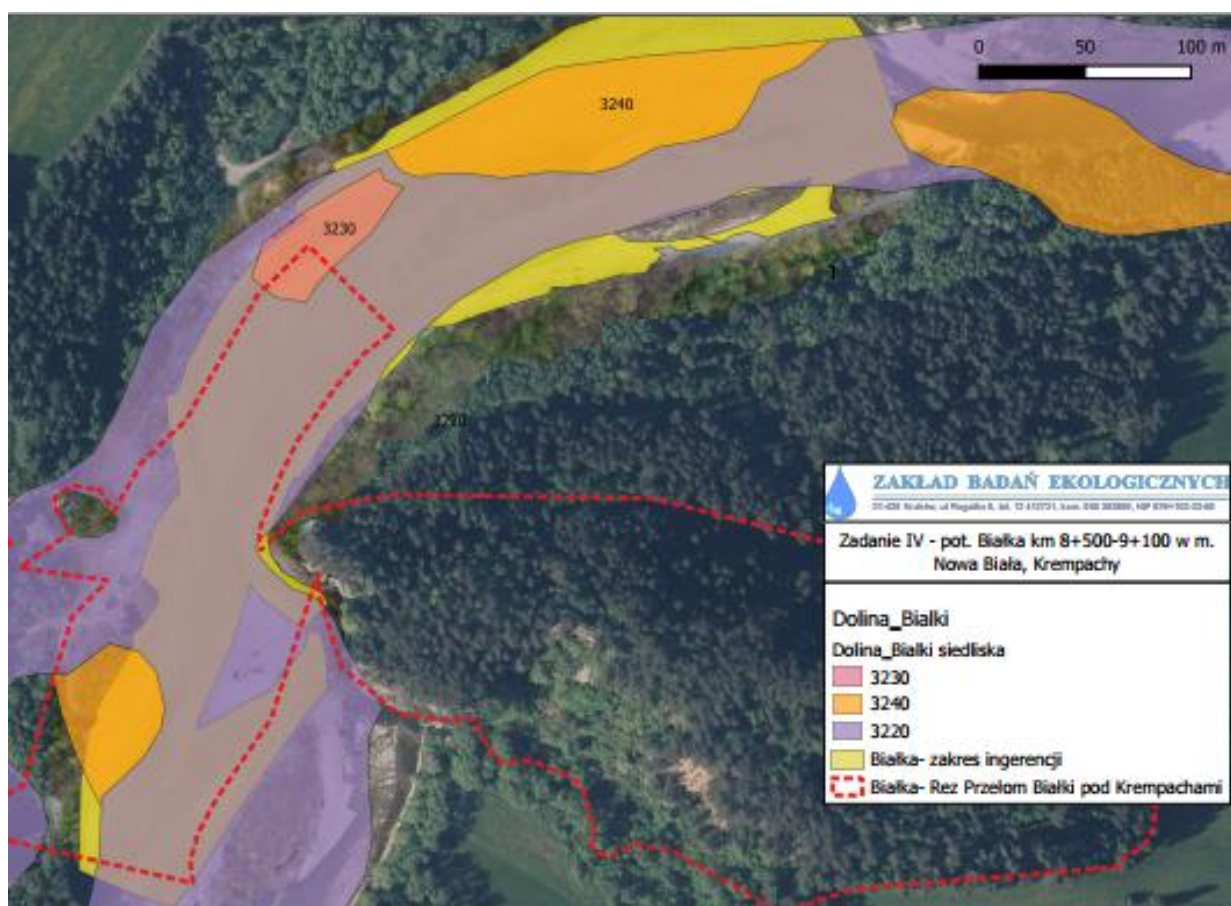 0 50 100 m
3240
3230
3220
ZAKŁAD BADAŃ EKOLOGICZNYCH
Zadanie IV - pot. Białka km 8+500-9+100 w m.
Nowa Biała, Krempachy
Dolina_Bialki
Dolina_Bialki siedliska
3230
3240
3220
Białka- zakres ingerencji
Białka- Rez Przełom Białki pod Krempachami